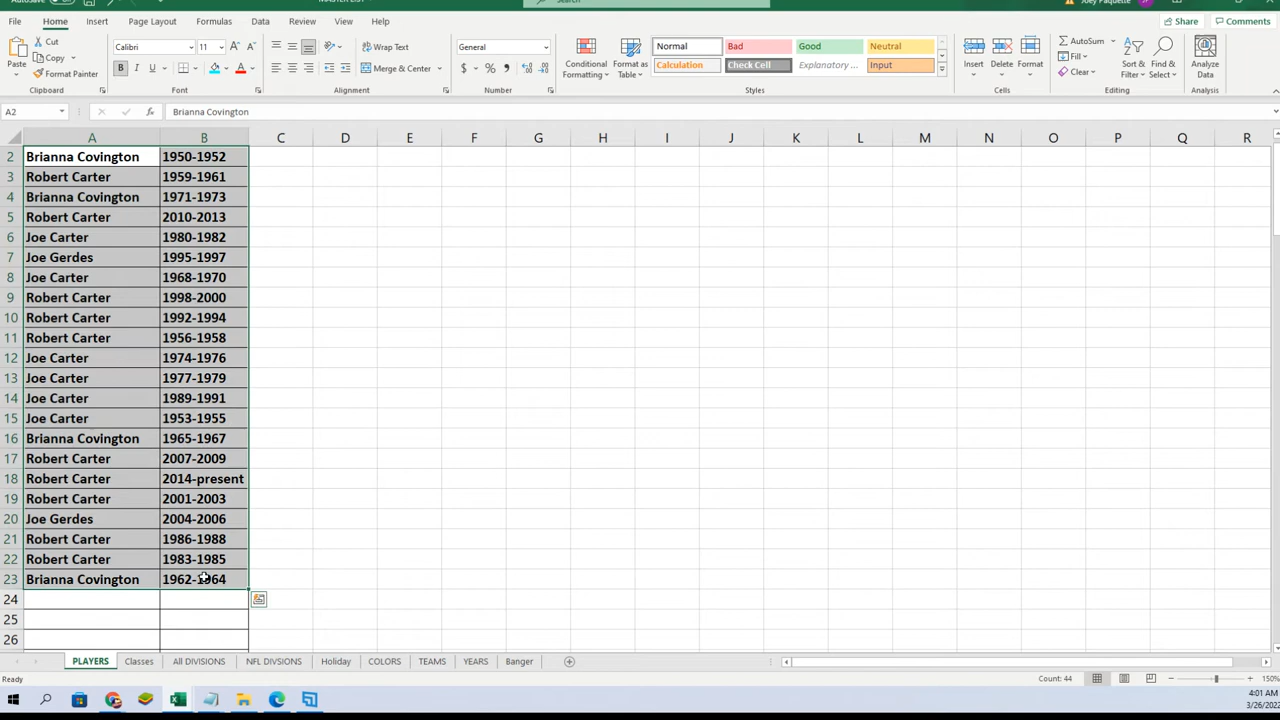 Joey Paquette JP
File Home Insert Page Layout Formulas Data Review View Help Share Comments
Cut
Copy
Format Painter
Paste
Calibri 11 A A
B I U A
Wrap Text
Merge & Center
General
$ % 9
Conditional Formatting
Format as Table
Normal Bad Good Neutral
Calculation Check Cell Explanatory ... Input
Insert Delete Format
AutoSum
Fill
Clear
Sort & Filter
Find & Select
Analyze Data
Clipboard Font Alignment Number Styles Cells Editing Analysis
A2 fx Brianna Covington
A B C D E F G H I J K L M N O P Q R
2 Brianna Covington 1950-1952
3 Robert Carter 1959-1961
4 Brianna Covington 1971-1973
5 Robert Carter 2010-2013
6 Joe Carter 1980-1982
7 Joe Gerdes 1995-1997
8 Joe Carter 1968-1970
9 Robert Carter 1998-2000
10 Robert Carter 1992-1994
11 Robert Carter 1956-1958
12 Joe Carter 1974-1976
13 Joe Carter 1977-1979
14 Joe Carter 1989-1991
15 Joe Carter 1953-1955
16 Brianna Covington 1965-1967
17 Robert Carter 2007-2009
18 Robert Carter 2014-present
19 Robert Carter 2001-2003
20 Joe Gerdes 2004-2006
21 Robert Carter 1986-1988
22 Robert Carter 1983-1985
23 Brianna Covington 1962-1964
24
25
26
PLAYERS Classes All DIVISIONS NFL DIVSIONS Holiday COLORS TEAMS YEARS Banger
Ready Count: 44 150%
4:01 AM